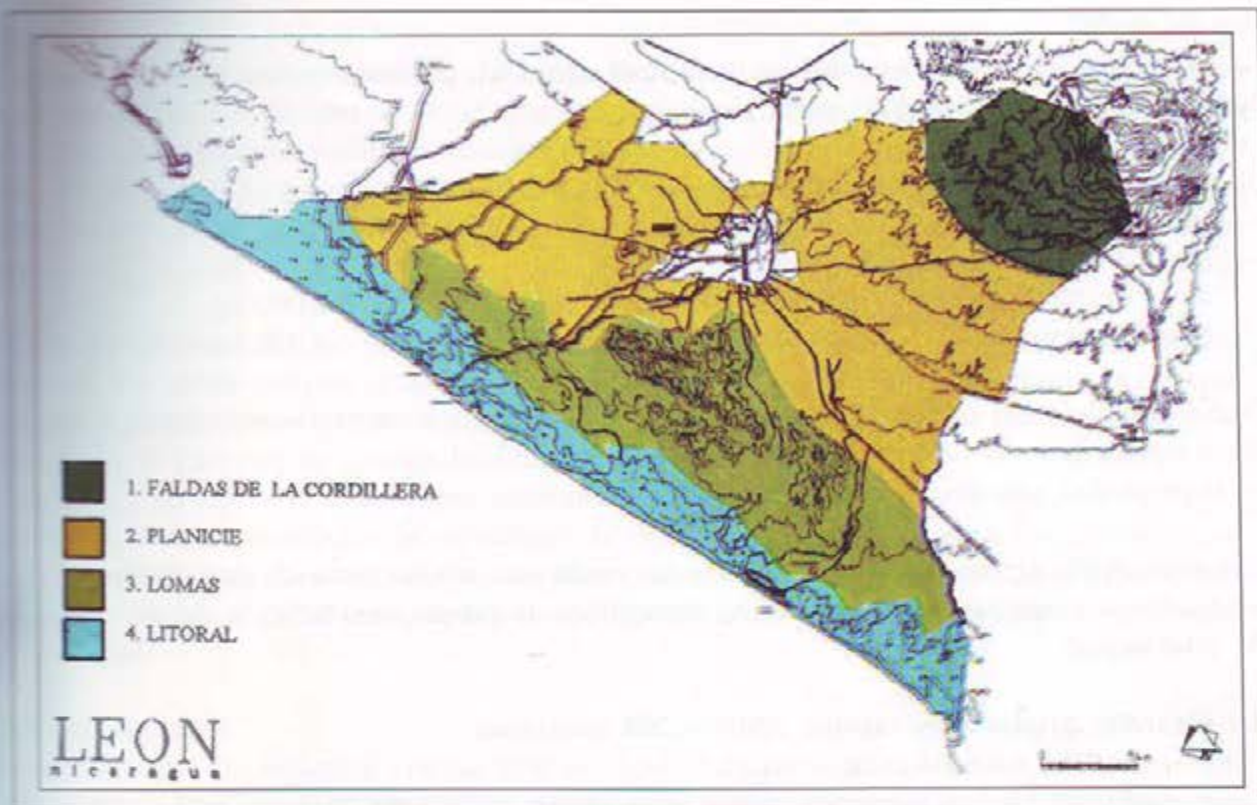 1. FALDAS DE LA CORDILLERA
2. PLANICIE
3. LOMAS
4. LITORAL
LEON
nicaragua